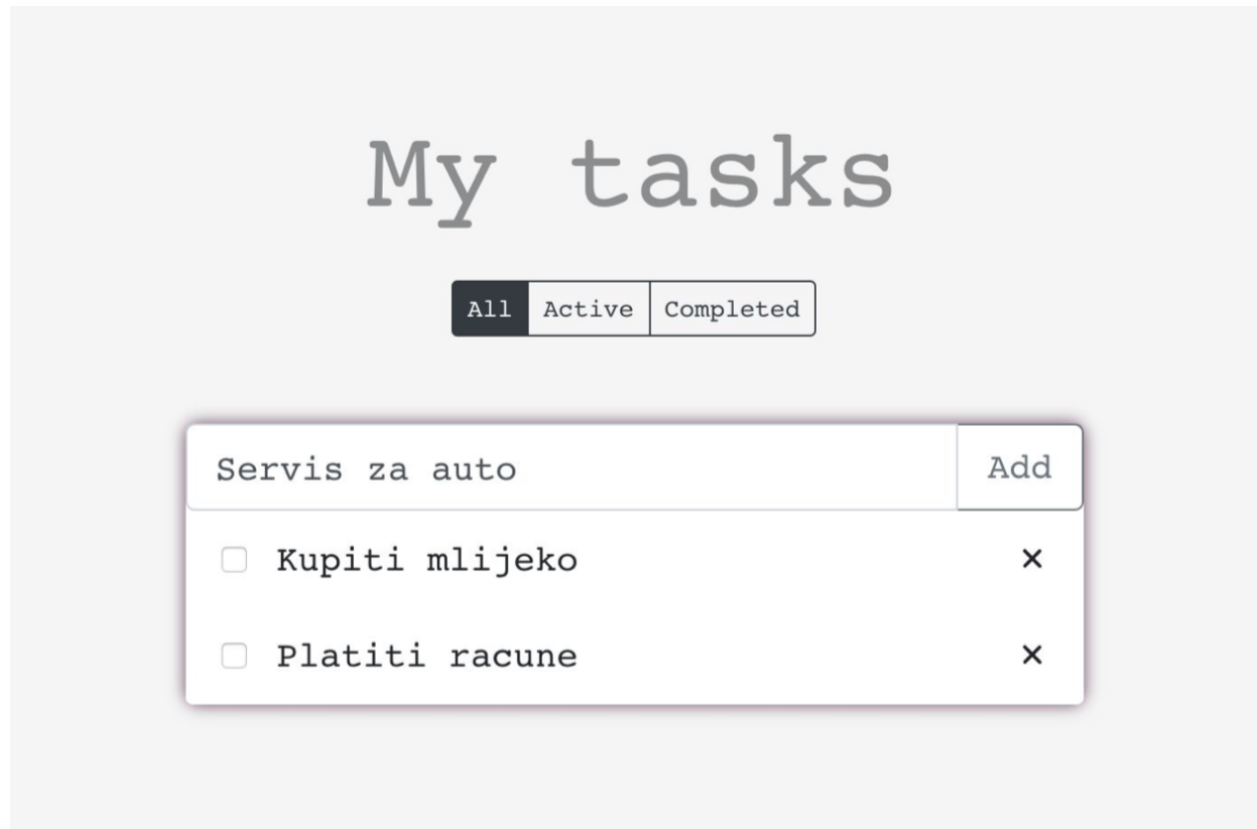 My tasks
All Active Completed
Servis za auto Add
Kupiti mlijeko ×
Platiti racune ×